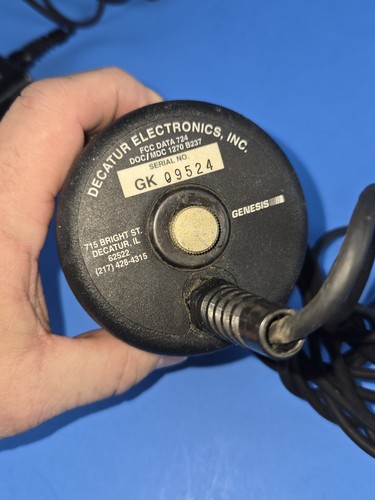 DECATUR ELECTRONICS, INC.
FCC DATA 724
DOC/MDC 1270 B237
SERIAL NO.
GK 09524
GENESIS
715 BRIGHT ST.
DECATUR, IL
62522
(217) 428-4315